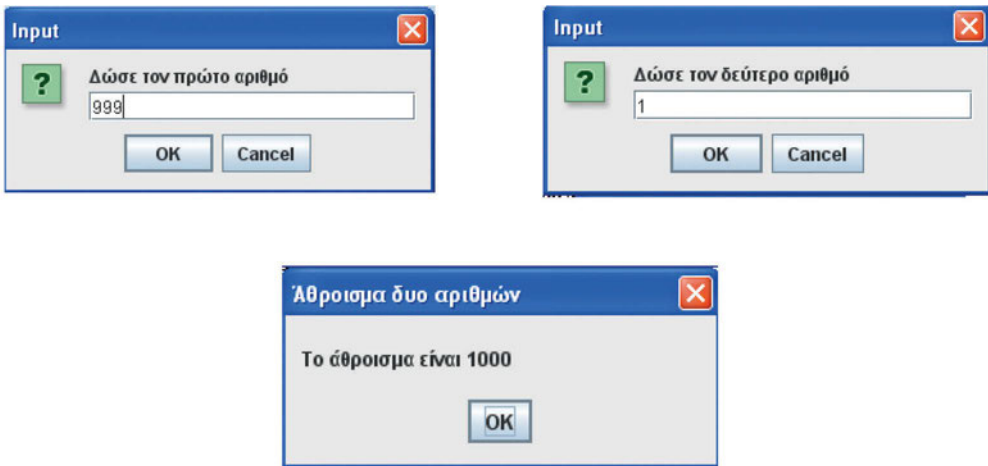 Input
Δώσε τον πρώτο αριθμό
999
OK Cancel
Input
Δώσε τον δεύτερο αριθμό
1
OK Cancel
Άθροισμα δυο αριθμών
Το άθροισμα είναι 1000
OK